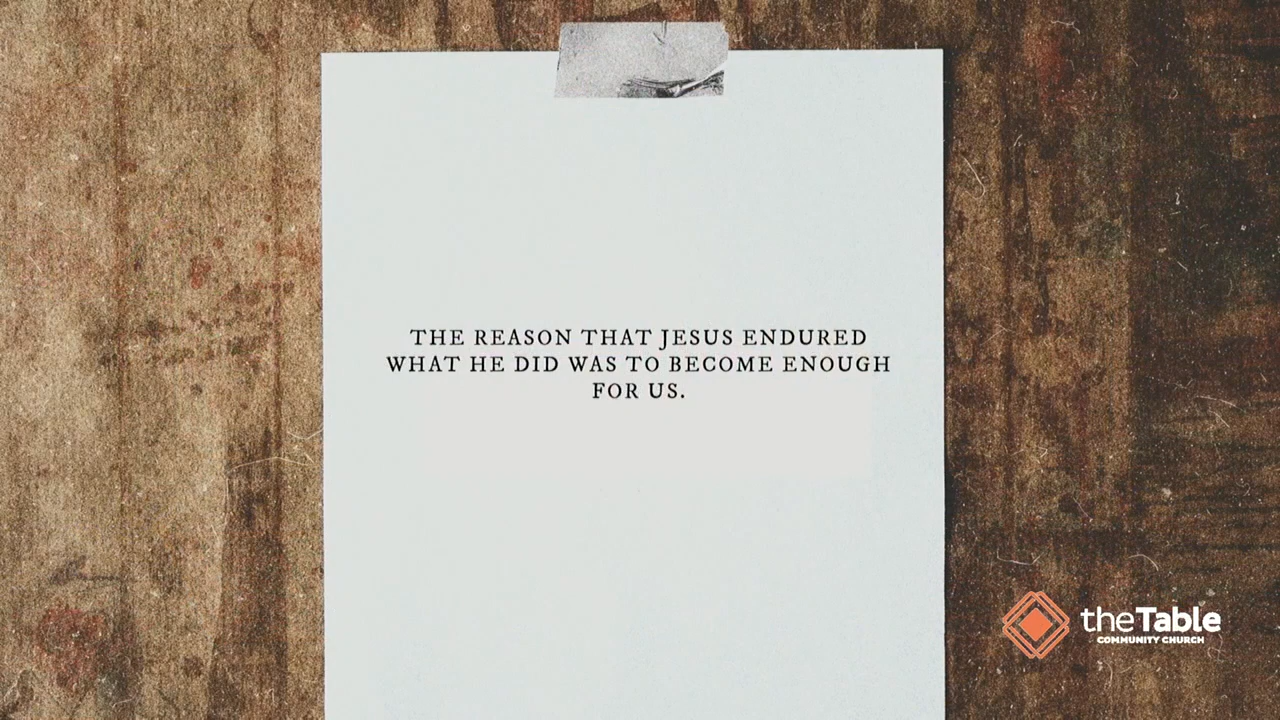 THE REASON THAT JESUS ENDURED
WHAT HE DID WAS TO BECOME ENOUGH
FOR US.
theTable
COMMUNITY CHURCH